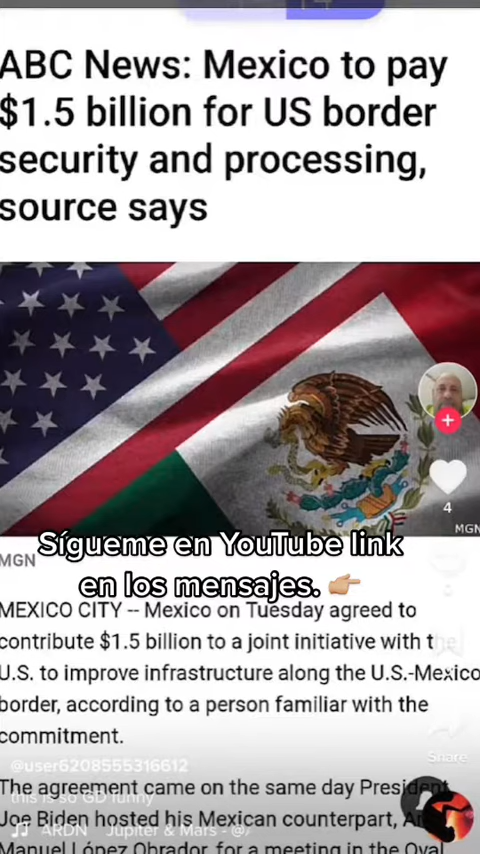 ABC News: Mexico to pay
$1.5 billion for US border
security and processing,
source says
4
MGN
MGN
Sígueme en YouTube link
en los mensajes. 👉🏼
MEXICO CITY -- Mexico on Tuesday agreed to
contribute $1.5 billion to a joint initiative with the
U.S. to improve infrastructure along the U.S.-Mexico
border, according to a person familiar with the
commitment.
Share
@user6208555316612
The agreement came on the same day President
this is so GD funny
Joe Biden hosted his Mexican counterpart,
ARDN Jupiter & Mars - @
Manuel López Obrador, for a meeting in the Oval